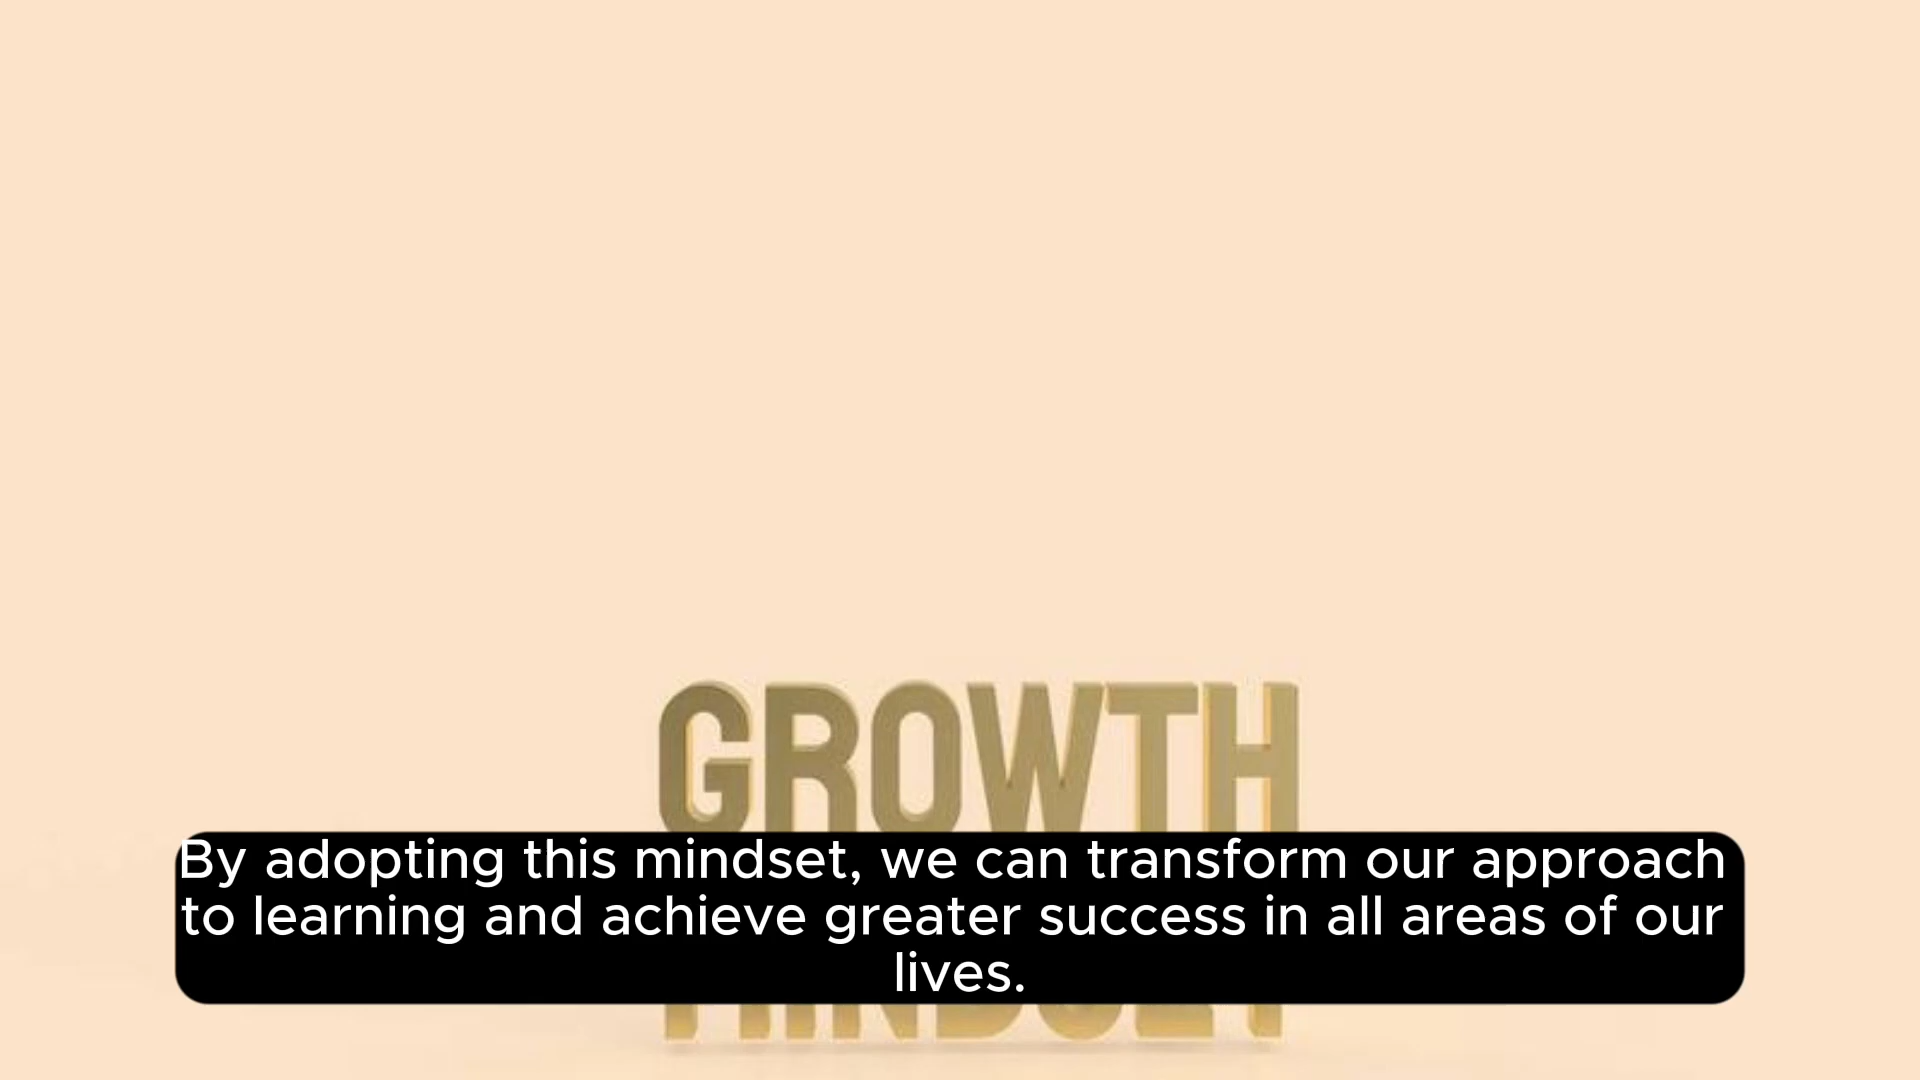 GROWTH
By adopting this mindset, we can transform our approach
to learning and achieve greater success in all areas of our
lives.